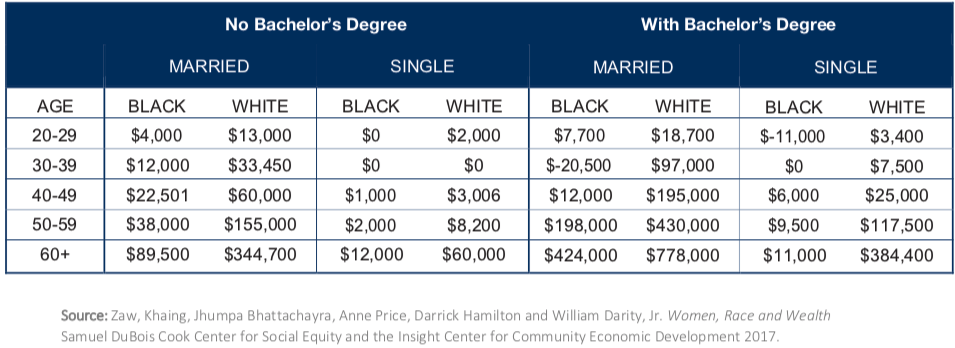 No Bachelor's Degree With Bachelor's Degree
MARRIED SINGLE MARRIED SINGLE
AGE BLACK WHITE BLACK WHITE BLACK WHITE BLACK WHITE
20-29 $4,000 $13,000 $0 $2,000 $7,700 $18,700 $-11,000 $3,400
30-39 $12,000 $33,450 $0 $0 $-20,500 $97,000 $0 $7,500
40-49 $22,501 $60,000 $1,000 $3,006 $12,000 $195,000 $6,000 $25,000
50-59 $38,000 $155,000 $2,000 $8,200 $198,000 $430,000 $9,500 $117,500
60+ $89,500 $344,700 $12,000 $60,000 $424,000 $778,000 $11,000 $384,400
Source: Zaw, Khaing, Jhumpa Bhattachayra, Anne Price, Darrick Hamilton and William Darity, Jr. Women, Race and Wealth
Samuel DuBois Cook Center for Social Equity and the Insight Center for Community Economic Development 2017.